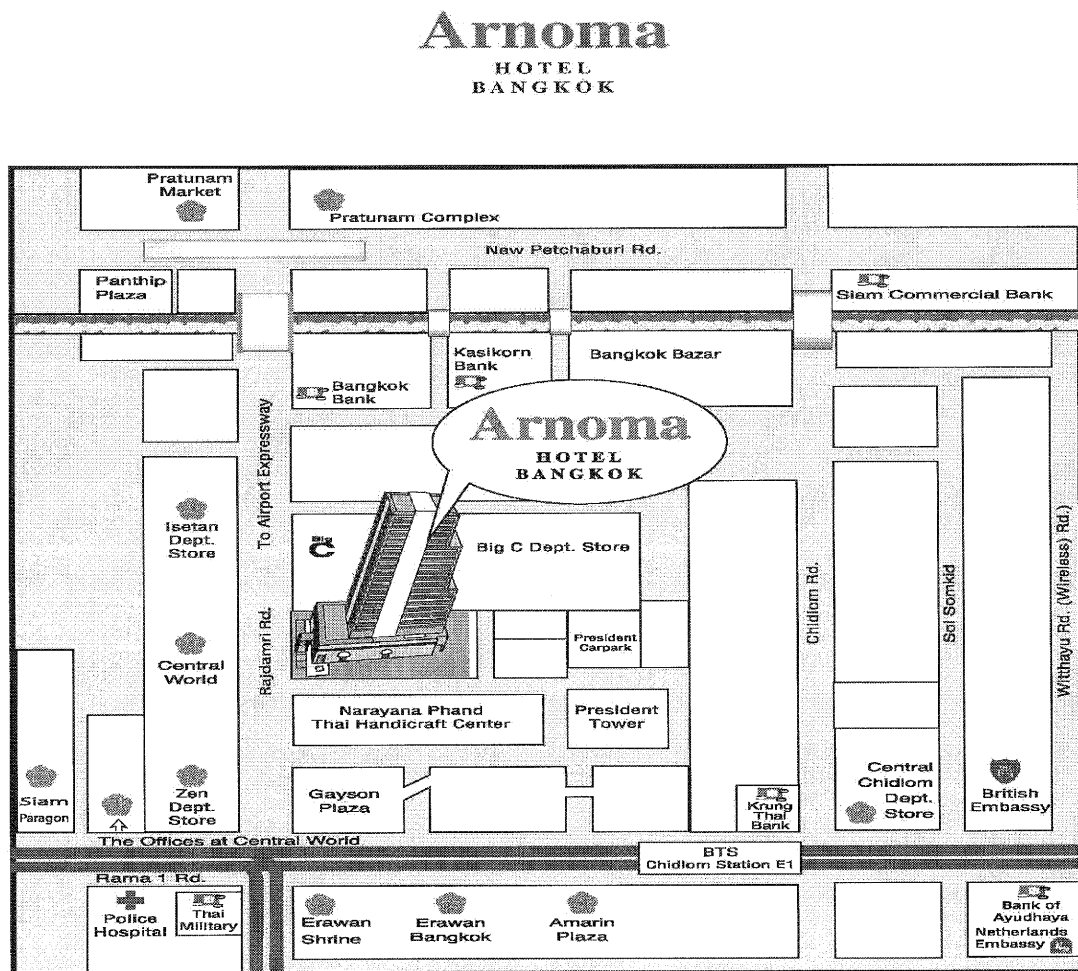 Arnoma
HOTEL
BANGKOK
Pratunam
Market
Pratunam Complex
New Petchaburi Rd.
Panthip
Plaza
Siam Commercial Bank
Bangkok
Bank
Kasikorn
Bank
Bangkok Bazar
To Airport Expressway
Arnoma
HOTEL
BANGKOK
Isetan
Dept.
Store
Big
C
Big C Dept. Store
Chidlom Rd.
Soi Somkid
Witthayu Rd. (Wireless) Rd.)
Rajdamri Rd.
Central
World
President
Carpark
Narayana Phand
Thai Handicraft Center
President
Tower
Siam
Paragon
Zen
Dept.
Store
Gayson
Plaza
Krung
Thai
Bank
Central
Chidlom
Dept.
Store
British
Embassy
The Offices at Central World
BTS
Chidlom Station E1
Rama 1 Rd.
Police
Hospital
Thai
Military
Erawan
Shrine
Erawan
Bangkok
Amarin
Plaza
Bank of
Ayudhaya
Netherlands
Embassy